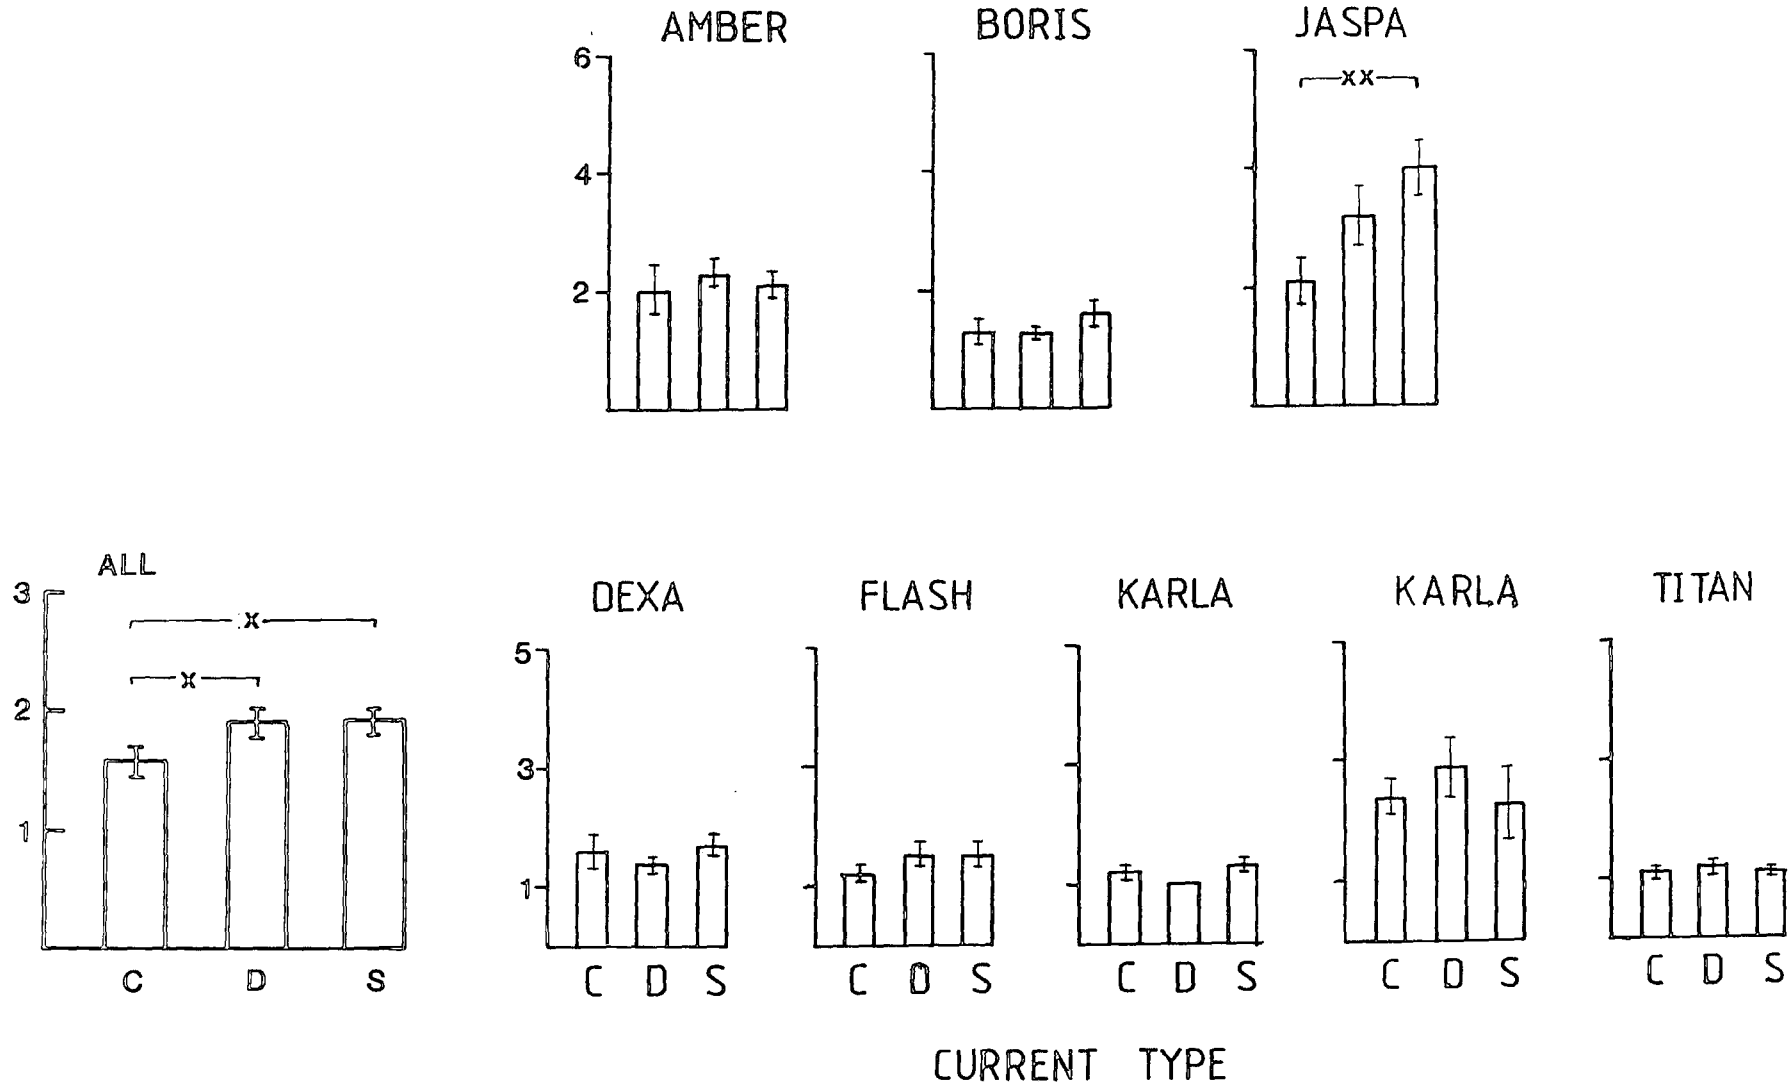 AMBER BORIS JASPA
6
xx
4
2
ALL
3
x
x
2
1
DEXA FLASH KARLA KARLA TITAN
5
3
1
C D S
C D S C D S C D S C D S C D S
CURRENT TYPE